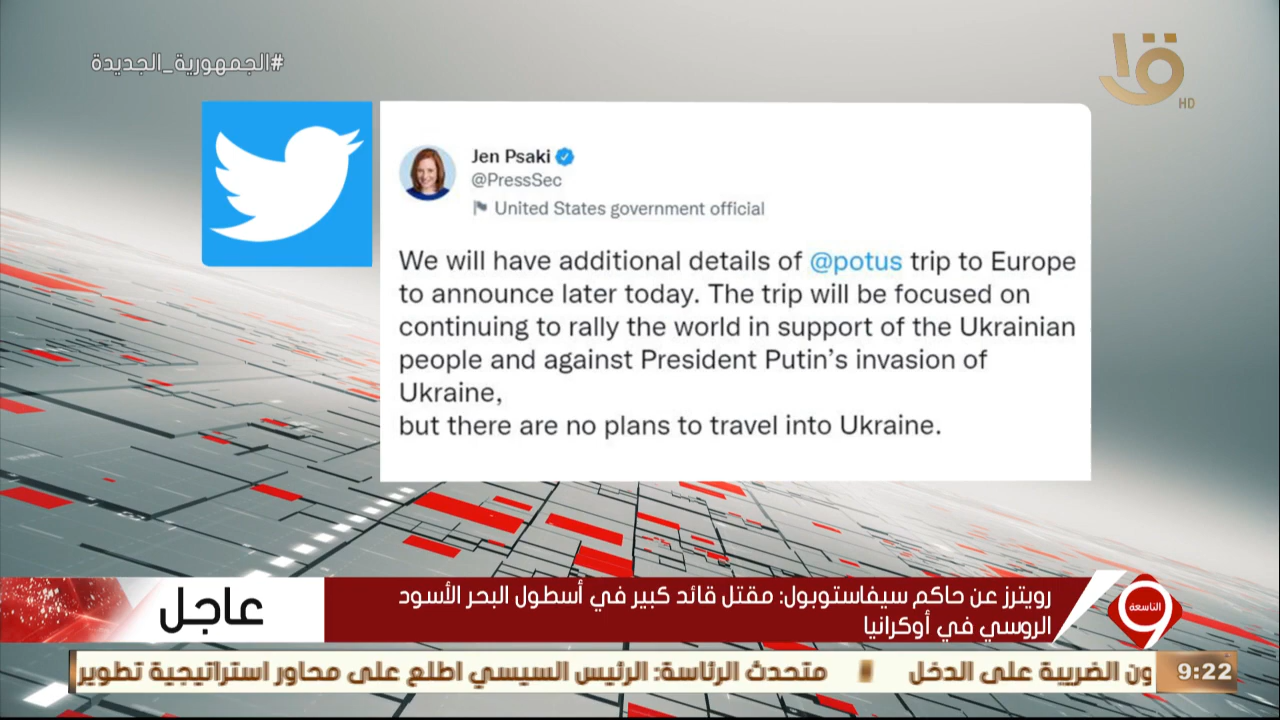 #الجمهورية_الجديدة
HD
Jen Psaki
@PressSec
United States government official
We will have additional details of @potus trip to Europe
to announce later today. The trip will be focused on
continuing to rally the world in support of the Ukrainian
people and against President Putin’s invasion of
Ukraine,
but there are no plans to travel into Ukraine.
عاجل
رويترز عن حاكم سيفاستوبول: مقتل قائد كبير في أسطول البحر الأسود
الروسي في أوكرانيا
التاسعة
9
ون الضريبة على الدخل متحدث الرئاسة: الرئيس السيسي اطلع على محاور استراتيجية تطوير
9:22